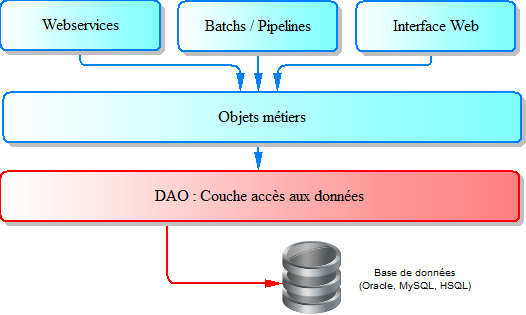 Webservices
Batchs / Pipelines
Interface Web
Objets métiers
DAO : Couche accès aux données
Base de données
(Oracle, MySQL, HSQL)